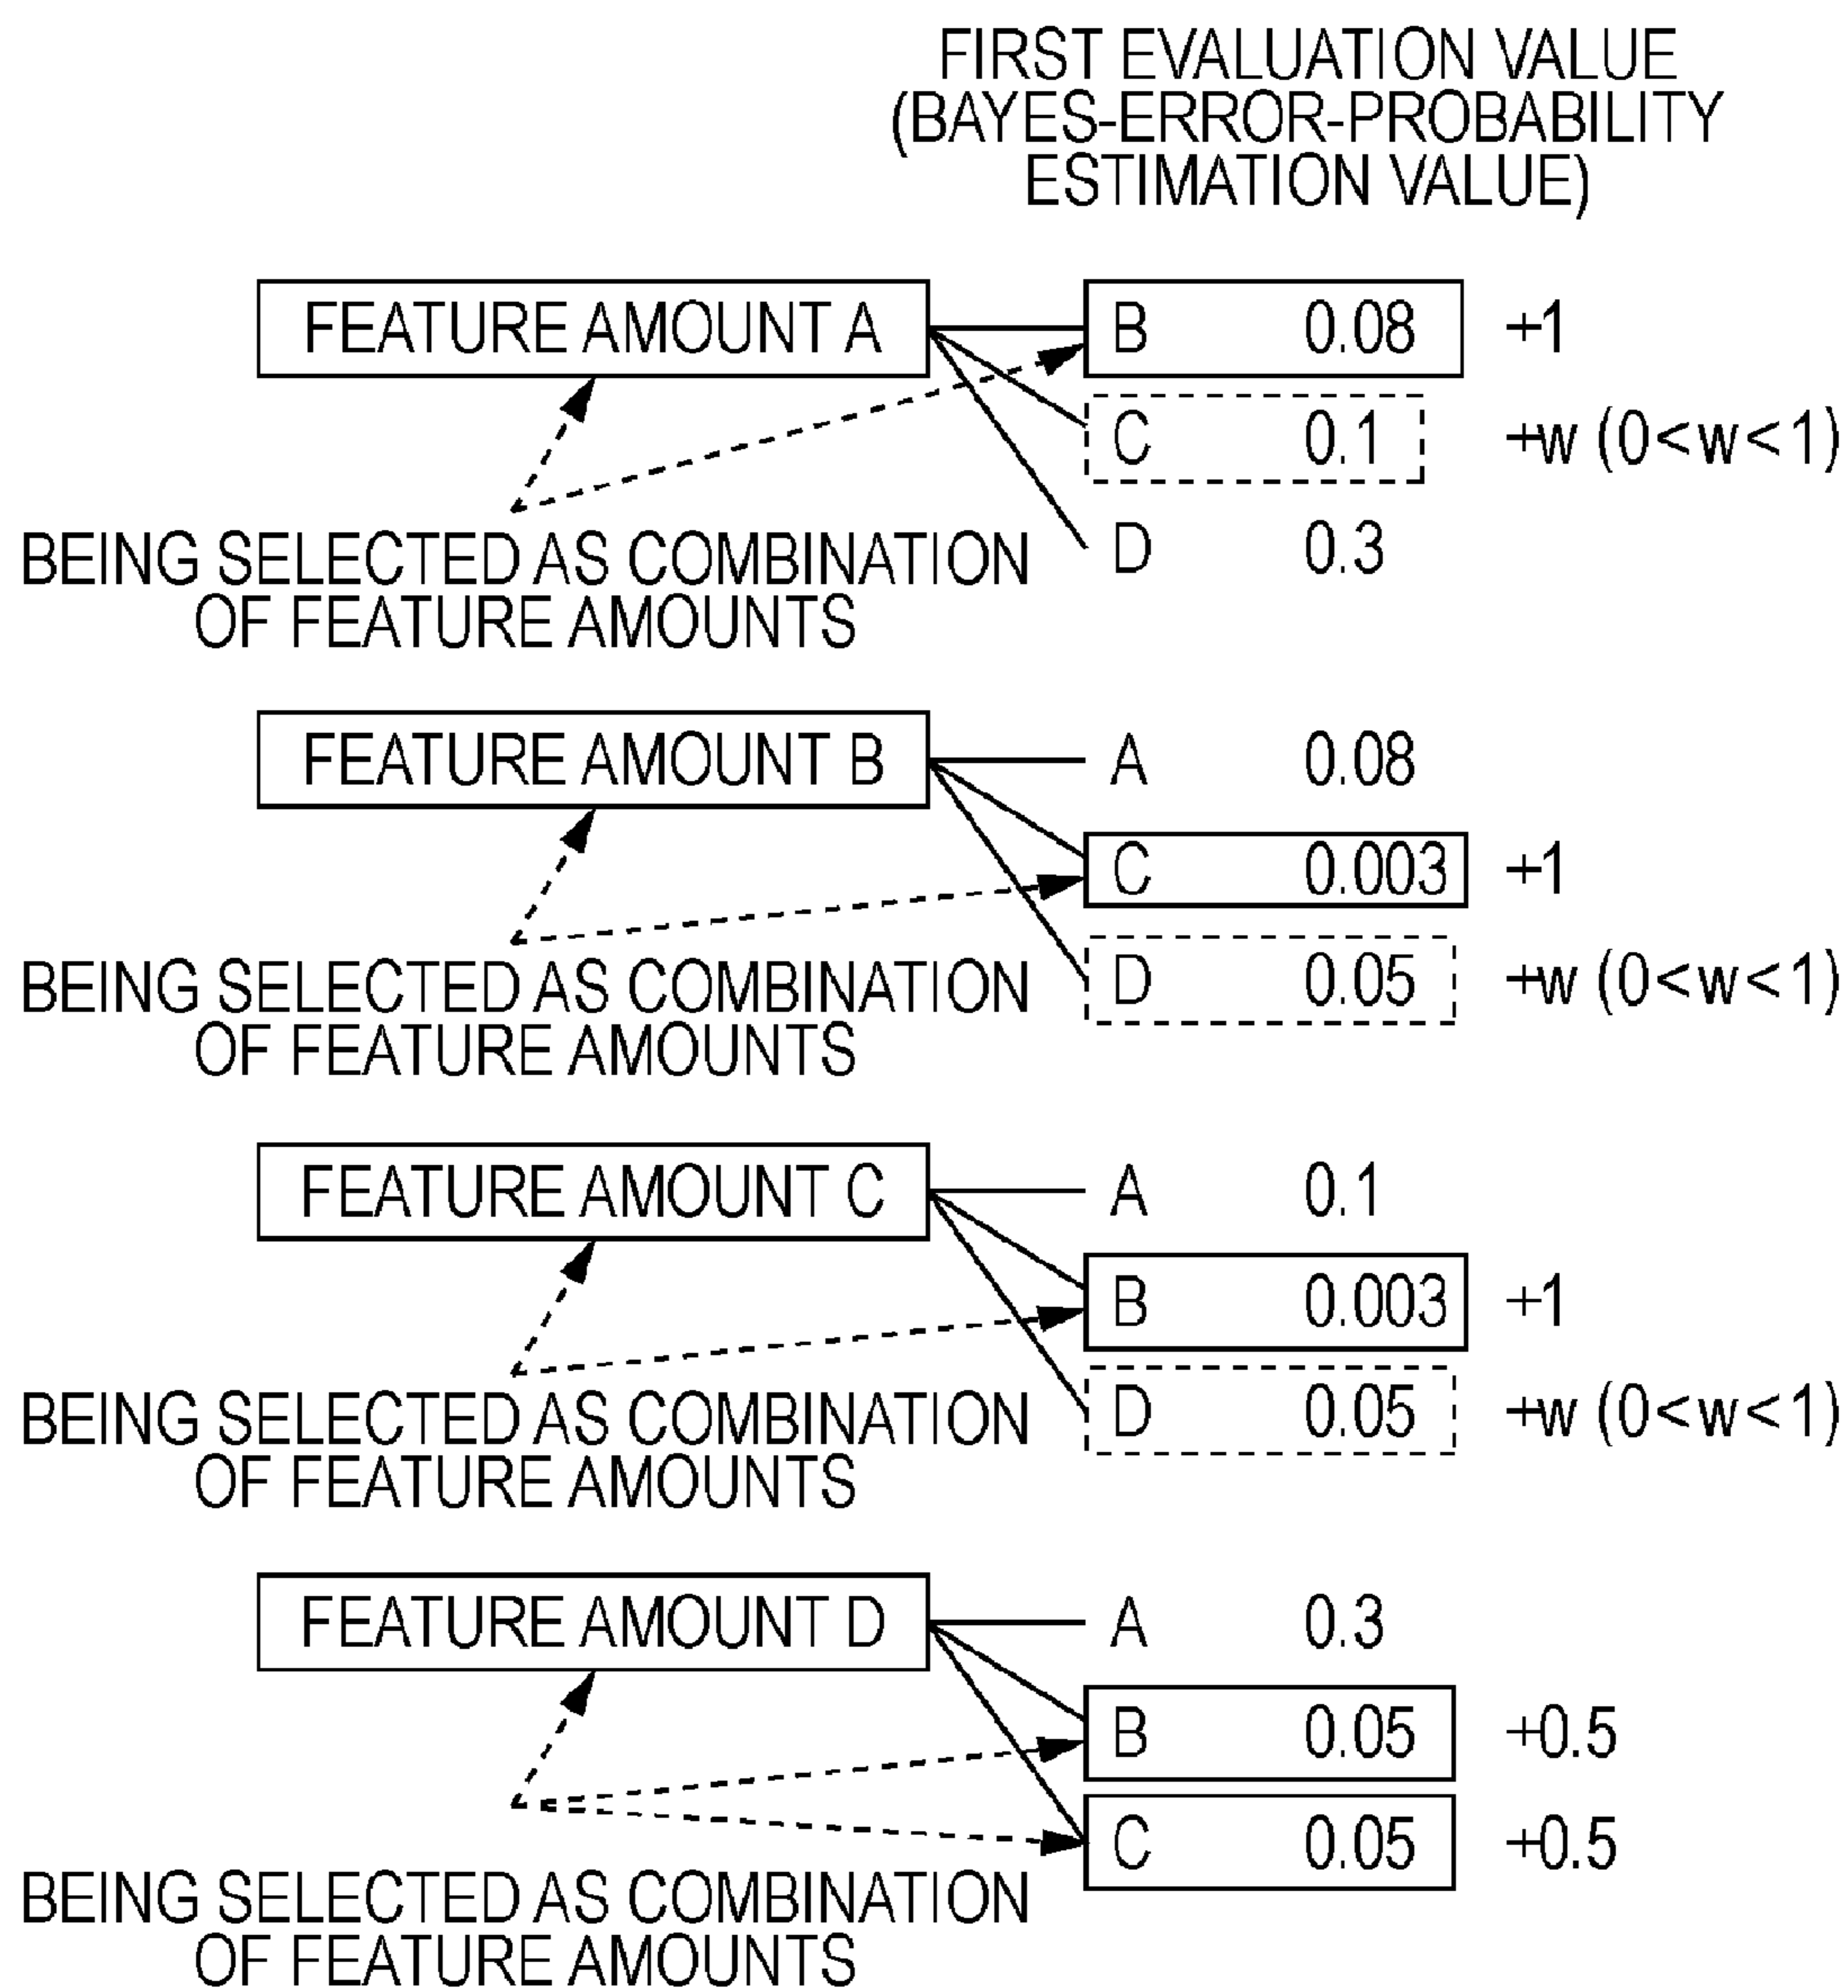 FIRST EVALUATION VALUE
(BAYES-ERROR-PROBABILITY
ESTIMATION VALUE)
FEATURE AMOUNT A
B 0.08 +1
C 0.1 +w (0<w<1)
D 0.3
BEING SELECTED AS COMBINATION
OF FEATURE AMOUNTS
FEATURE AMOUNT B
A 0.08
C 0.003 +1
D 0.05 +w (0<w<1)
BEING SELECTED AS COMBINATION
OF FEATURE AMOUNTS
FEATURE AMOUNT C
A 0.1
B 0.003 +1
D 0.05 +w (0<w<1)
BEING SELECTED AS COMBINATION
OF FEATURE AMOUNTS
FEATURE AMOUNT D
A 0.3
B 0.05 +0.5
C 0.05 +0.5
BEING SELECTED AS COMBINATION
OF FEATURE AMOUNTS